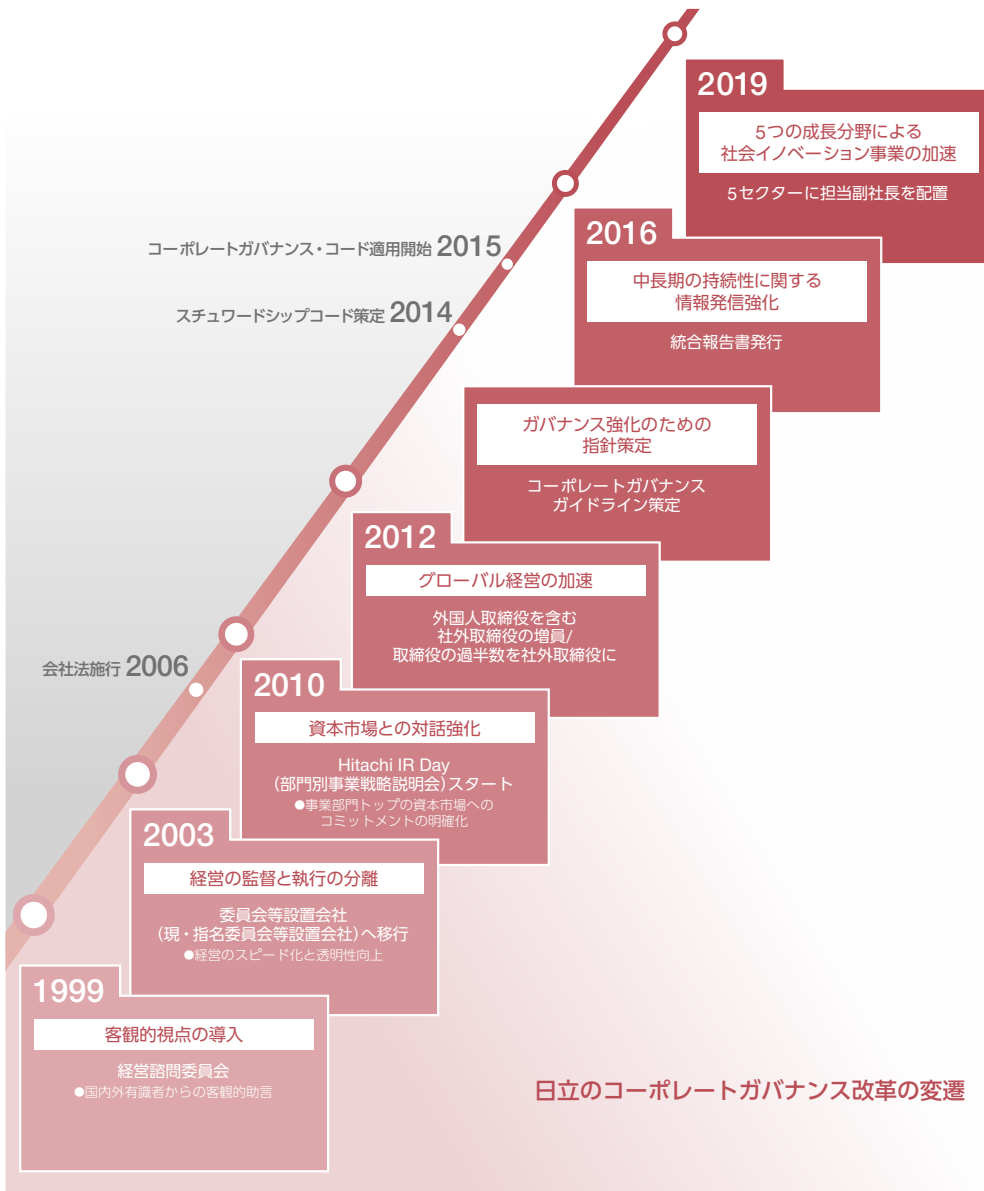 2019
5つの成長分野による
社会イノベーション事業の加速
5セクターに担当副社長を配置
2016
中長期の持続性に関する
情報発信強化
統合報告書発行
コーポレートガバナンス・コード適用開始 2015
スチュワードシップコード策定 2014
ガバナンス強化のための
指針策定
コーポレートガバナンス
ガイドライン策定
2012
グローバル経営の加速
外国人取締役を含む
社外取締役の増員/
取締役の過半数を社外取締役に
会社法施行 2006
2010
資本市場との対話強化
Hitachi IR Day
(部門別事業戦略説明会)スタート
●事業部門トップの資本市場への
コミットメントの明確化
2003
経営の監督と執行の分離
委員会等設置会社
(現・指名委員会等設置会社)へ移行
●経営のスピード化と透明性向上
1999
客観的視点の導入
経営諮問委員会
●国内外有識者からの客観的助言
日立のコーポレートガバナンス改革の変遷